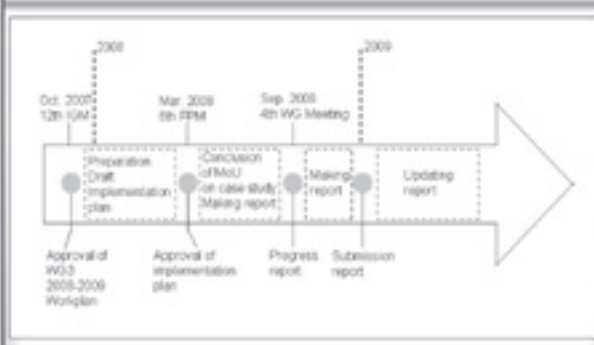 2008
2009
Oct. 2007
12th IGM
Mar. 2008
6th PPM
Sep. 2008
4th WG Meeting
Preparation
Draft
implementation
plan
Conclusion
of MoU
on case study
Making report
Making
report
Updating
report
Approval of
WG3
2008-2009
Workplan
Approval of
implementation
plan
Progress
report
Submission
report